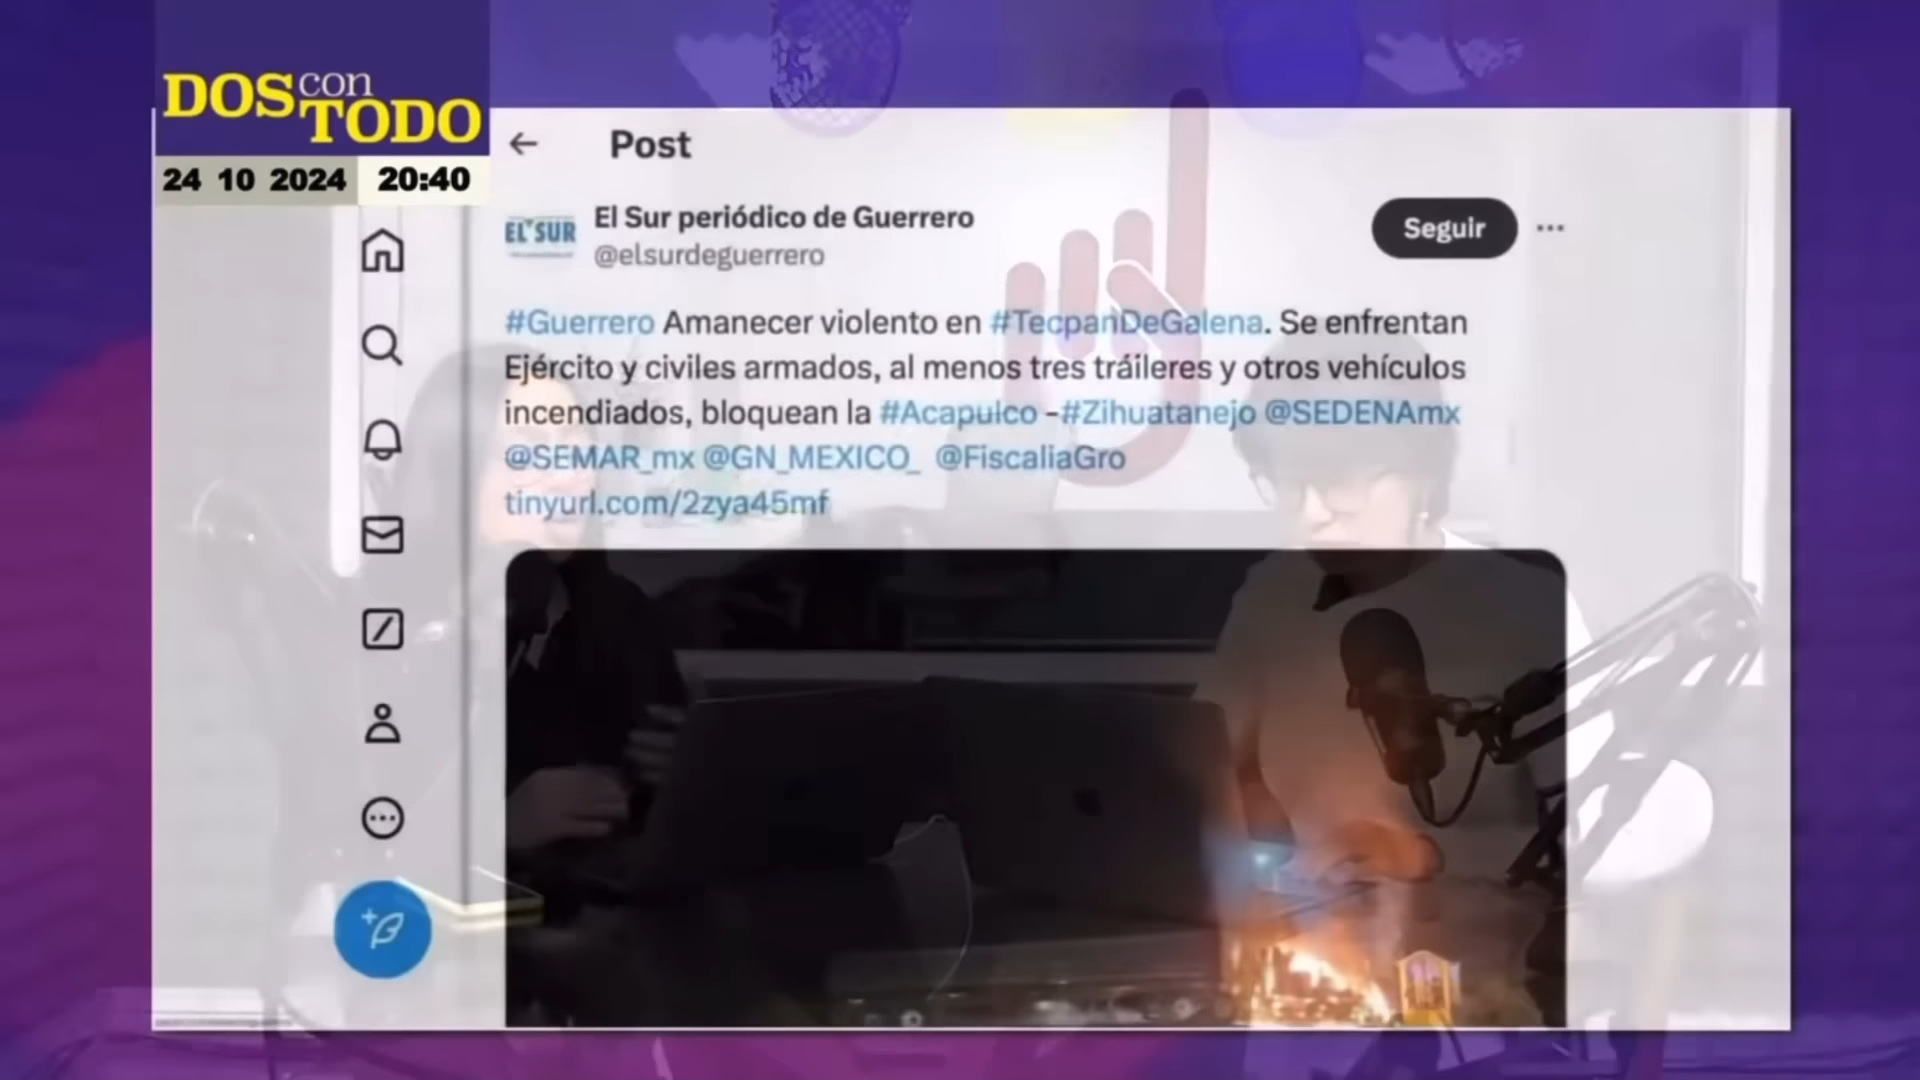 DOS con TODO
24 10 2024 20:40
Post
El Sur periódico de Guerrero
@elsurdeguerrero
Seguir
EL SUR
#Guerrero Amanecer violento en #TecpanDeGalena. Se enfrentan
Ejército y civiles armados, al menos tres tráileres y otros vehículos
incendiados, bloquean la #Acapulco -#Zihuatanejo @SEDENAmx
@SEMAR_mx @GN_MEXICO_ @FiscaliaGro
tinyurl.com/2zya45mf